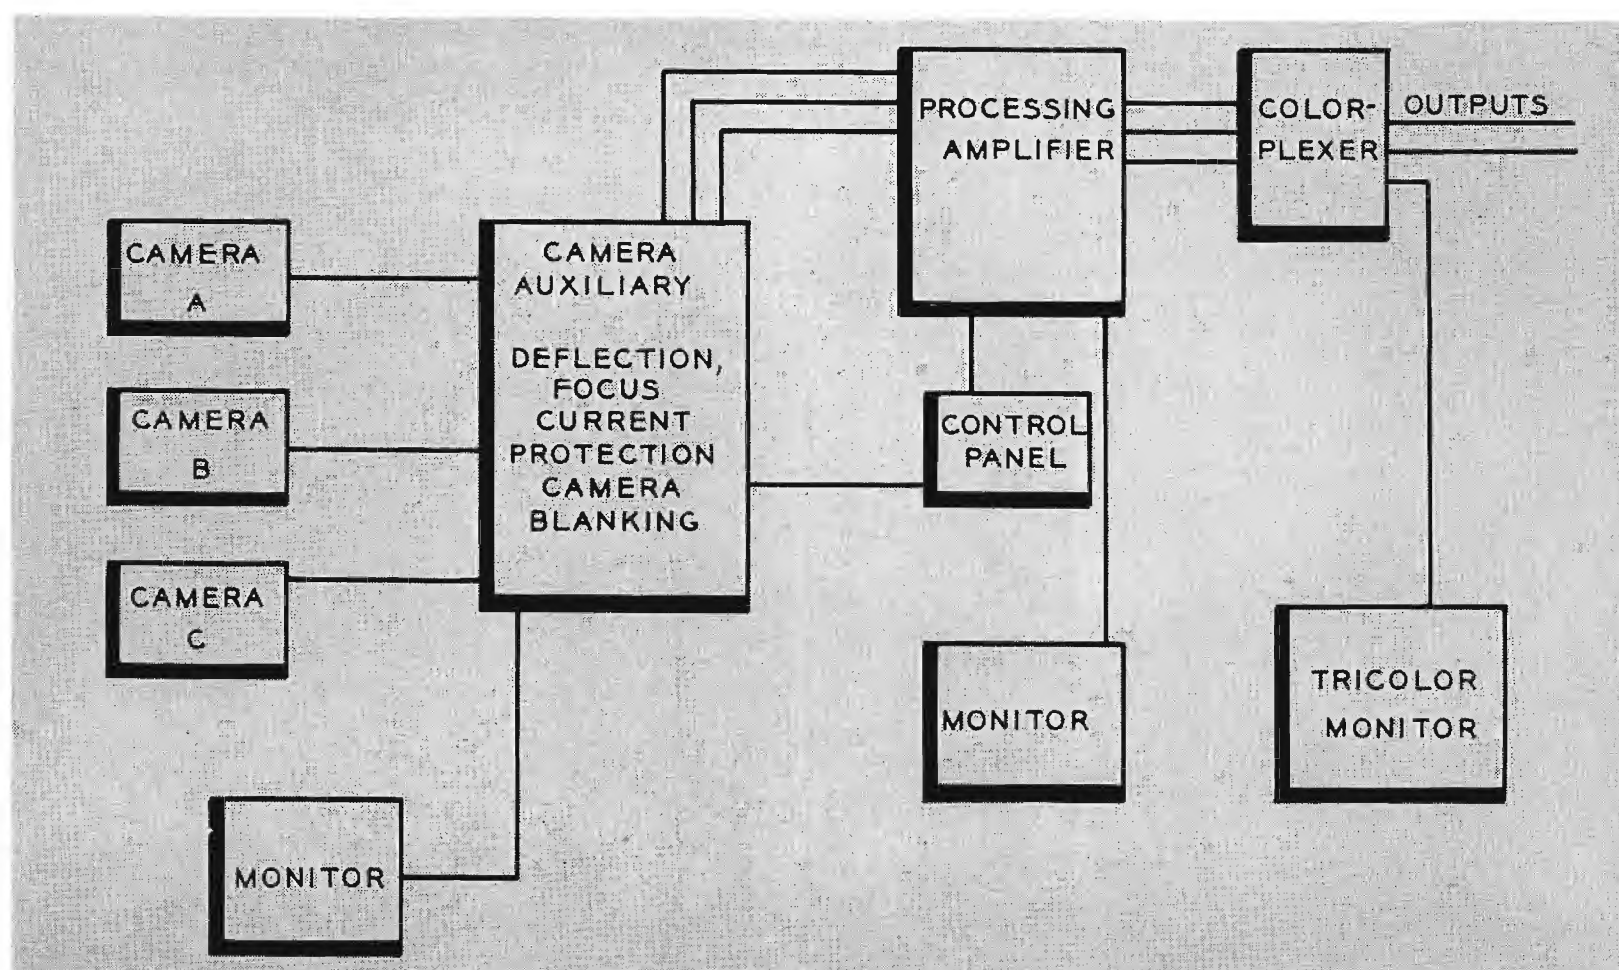 CAMERA
A
CAMERA
B
CAMERA
C
MONITOR
CAMERA
AUXILIARY
DEFLECTION,
FOCUS
CURRENT
PROTECTION
CAMERA
BLANKING
PROCESSING
AMPLIFIER
CONTROL
PANEL
MONITOR
COLOR-
PLEXER
OUTPUTS
TRICOLOR
MONITOR